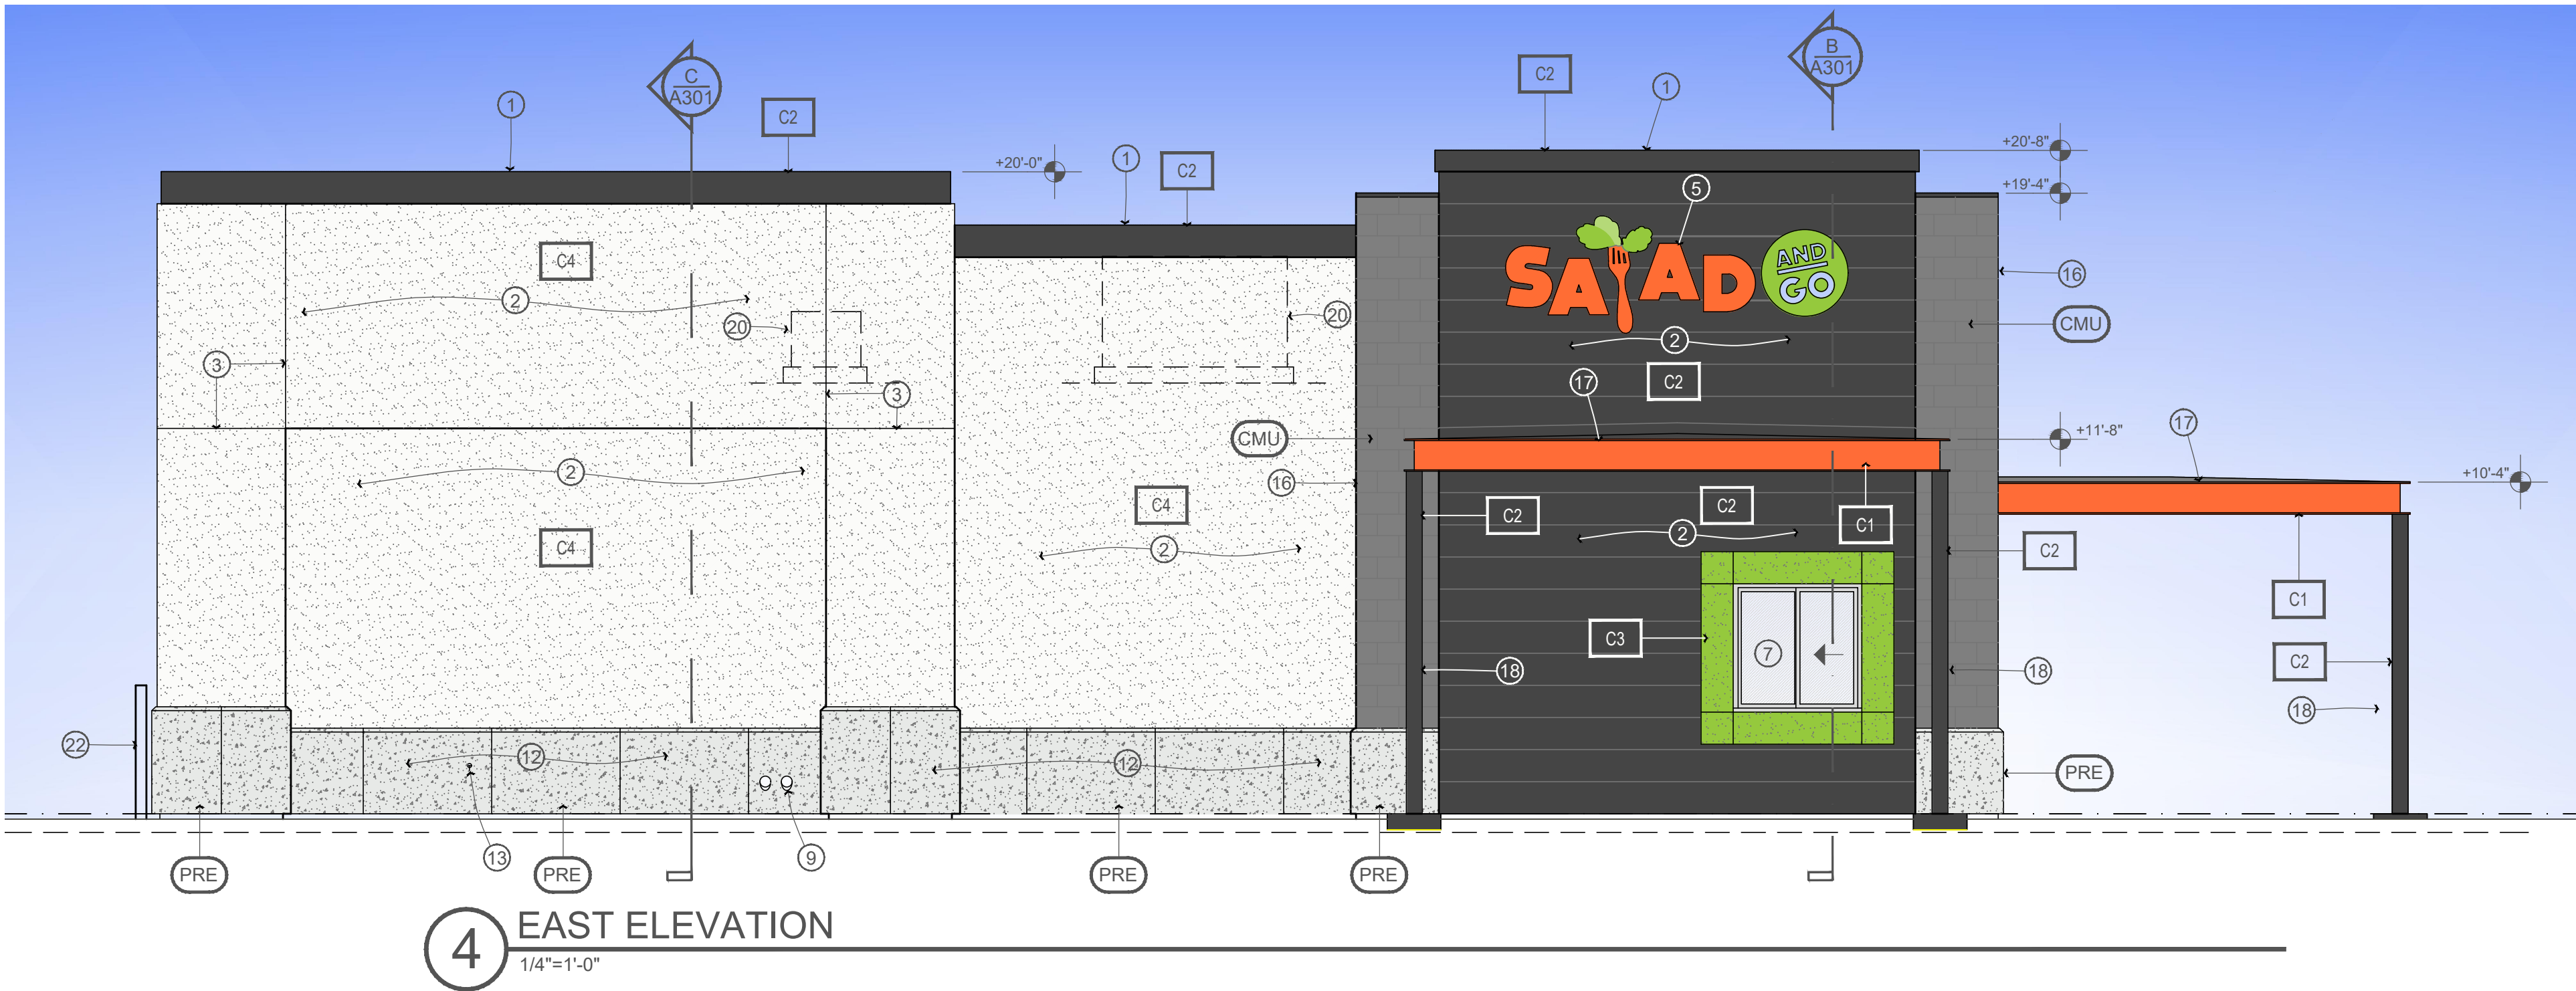 B
A301
C
A301
C2
1
1
C2
+20'-8"
+20'-0"
1
C2
+19'-4"
5
SALAD
AND
GO
C4
16
2
20
20
CMU
2
3
C2
17
3
17
+11'-8"
CMU
2
16
+10'-4"
C4
C2
C2
C1
2
C4
2
C2
C1
C3
7
C2
18
18
18
22
12
12
PRE
13
9
PRE
PRE
PRE
PRE
4
EAST ELEVATION
1/4"=1'-0"